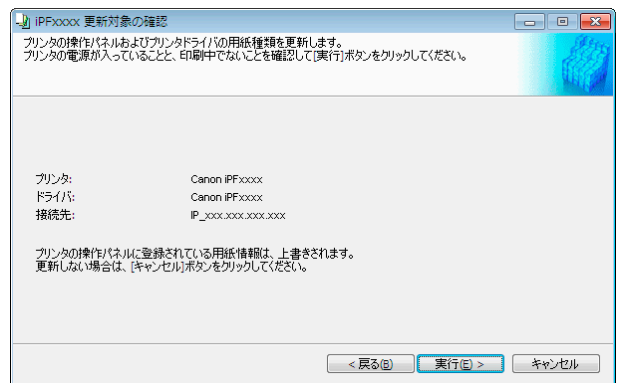 iPFxxxx 更新対象の確認
プリンタの操作パネルおよびプリンタドライバの用紙種類を更新します。
プリンタの電源が入っていることと、印刷中でないことを確認して[実行]ボタンをクリックしてください。
プリンタ: Canon iPFxxxx
ドライバ: Canon iPFxxxx
接続先: IP_xxx.xxx.xxx.xxx
プリンタの操作パネルに登録されている用紙情報は、上書きされます。
更新しない場合は、[キャンセル]ボタンをクリックしてください。
< 戻る(B) 実行(E) > キャンセル